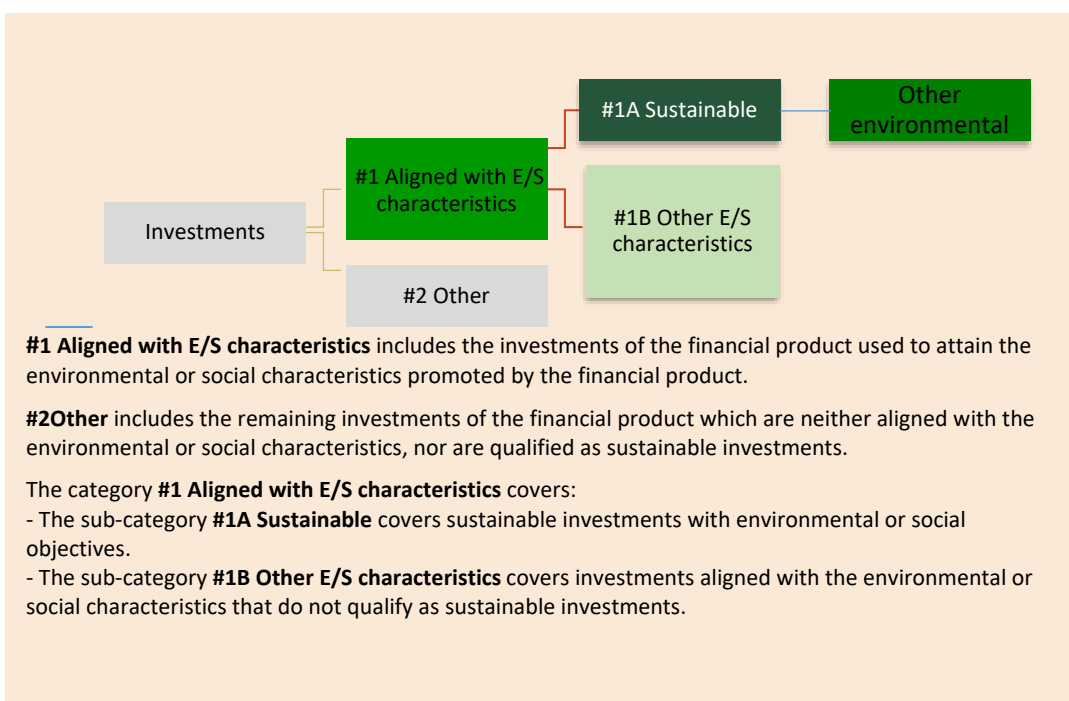 Other
environmental
#1A Sustainable
#1 Aligned with E/S
characteristics
#1B Other E/S
characteristics
Investments
#2 Other
#1 Aligned with E/S characteristics includes the investments of the financial product used to attain the
environmental or social characteristics promoted by the financial product.
#2Other includes the remaining investments of the financial product which are neither aligned with the
environmental or social characteristics, nor are qualified as sustainable investments.
The category #1 Aligned with E/S characteristics covers:
- The sub-category #1A Sustainable covers sustainable investments with environmental or social
objectives.
- The sub-category #1B Other E/S characteristics covers investments aligned with the environmental or
social characteristics that do not qualify as sustainable investments.